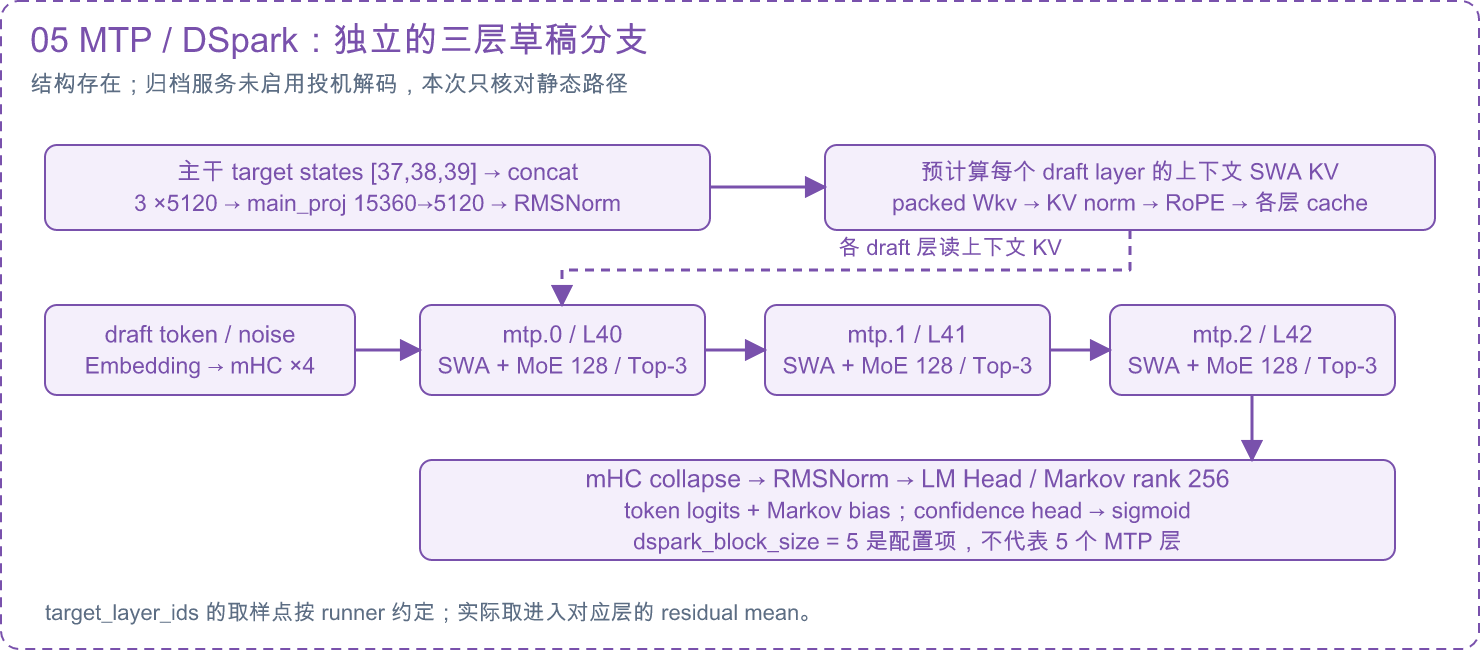 05 MTP / DSpark：独立的三层草稿分支
结构存在；归档服务未启用投机解码，本次只核对静态路径
主干 target states [37,38,39] → concat
3 ×5120 → main_proj 15360→5120 → RMSNorm
预计算每个 draft layer 的上下文 SWA KV
packed Wkv → KV norm → RoPE → 各层 cache
各 draft 层读上下文 KV
draft token / noise
Embedding → mHC ×4
mtp.0 / L40
SWA + MoE 128 / Top-3
mtp.1 / L41
SWA + MoE 128 / Top-3
mtp.2 / L42
SWA + MoE 128 / Top-3
mHC collapse → RMSNorm → LM Head / Markov rank 256
token logits + Markov bias；confidence head → sigmoid
dspark_block_size = 5 是配置项，不代表 5 个 MTP 层
target_layer_ids 的取样点按 runner 约定；实际取进入对应层的 residual mean。